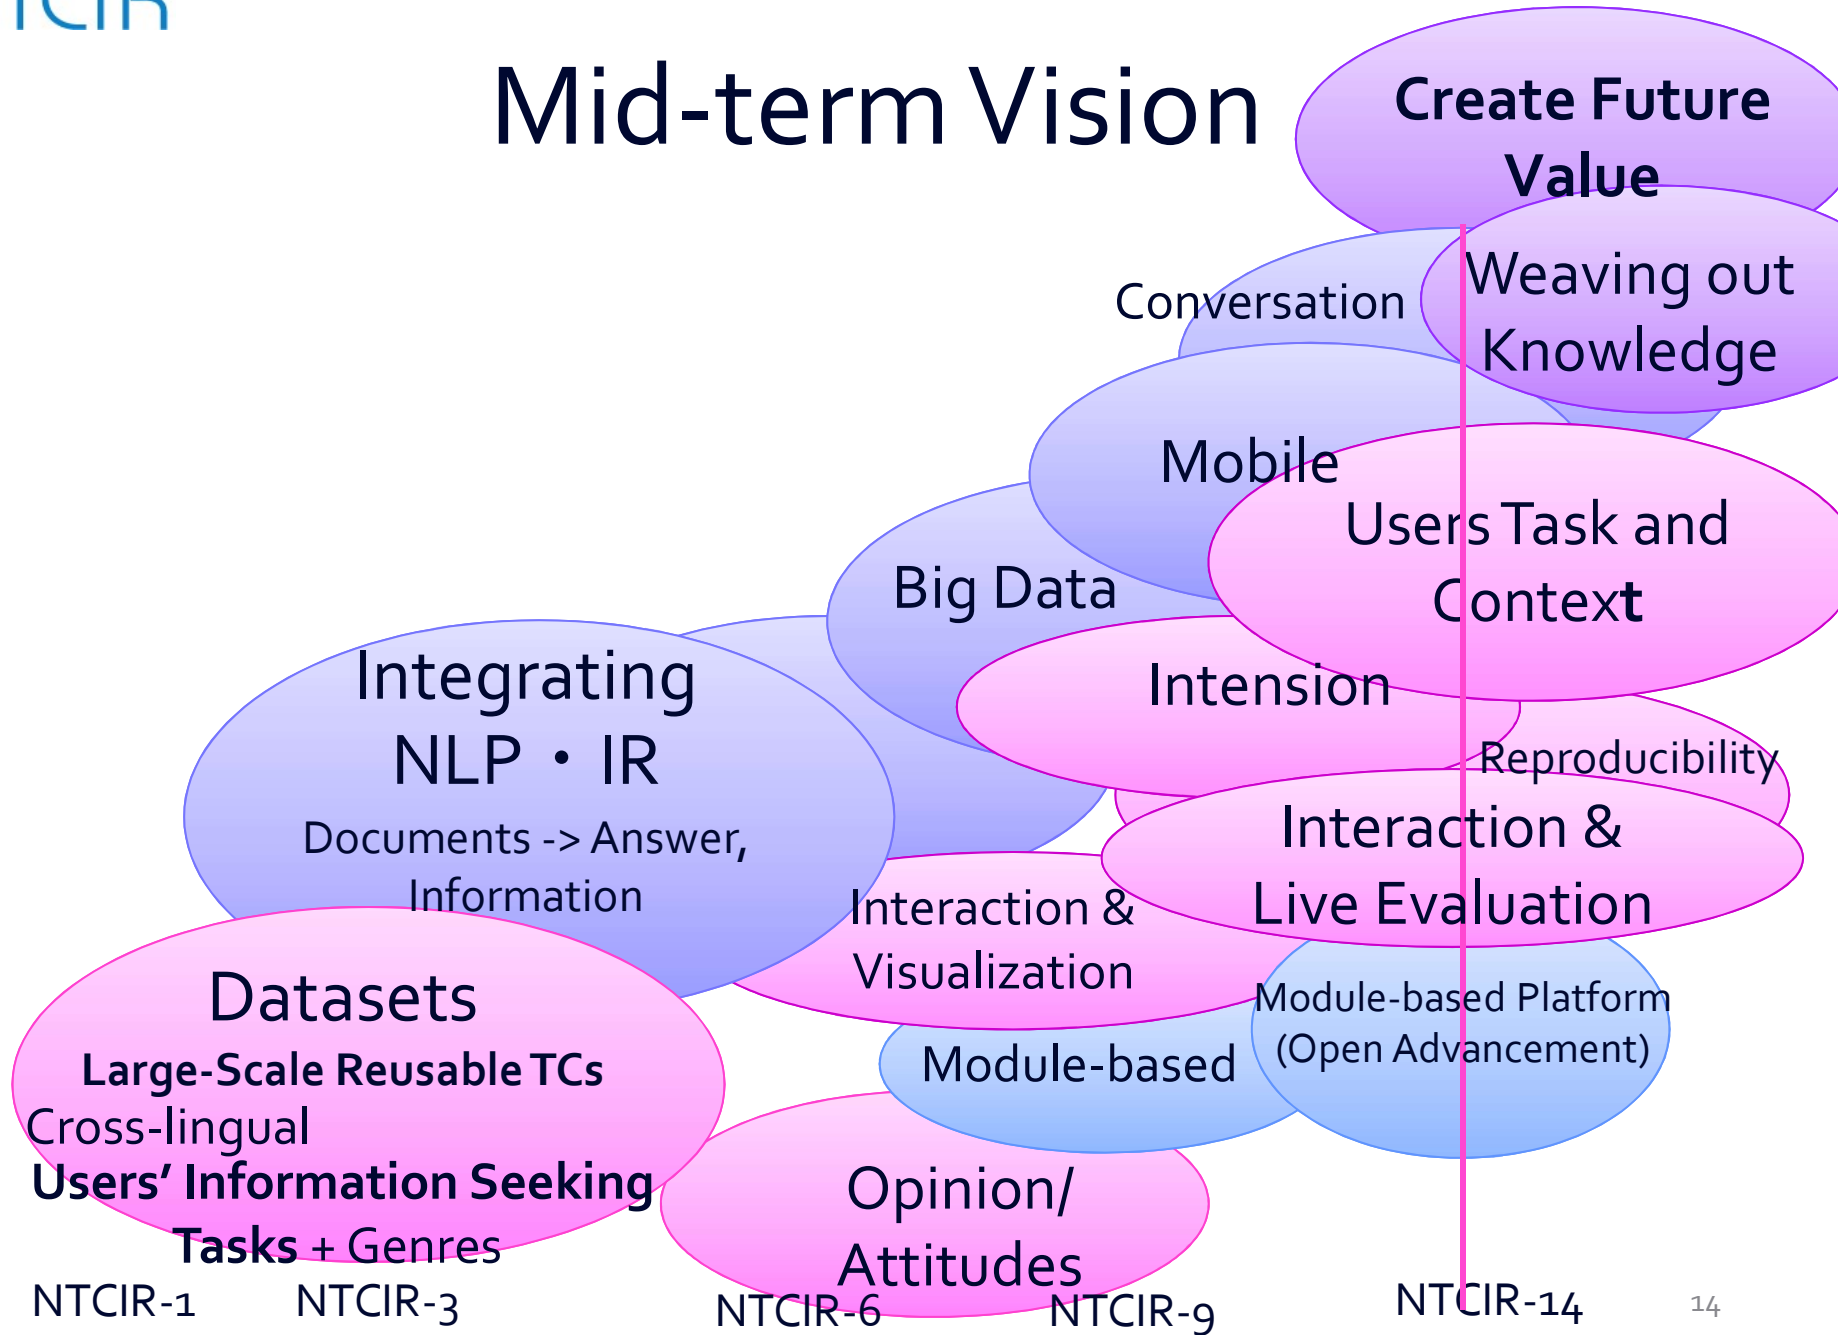 NTCIR
Mid-term Vision
Create Future
Value
Weaving out
Knowledge
Conversation
Mobile
Users Task and
Context
Big Data
Intension
Reproducibility
Integrating
NLP・IR
Documents -> Answer,
Information
Interaction &
Live Evaluation
Interaction &
Visualization
Datasets
Large-Scale Reusable TCs
Cross-lingual
Users’ Information Seeking
Tasks + Genres
Module-based Platform
(Open Advancement)
Module-based
Opinion/
Attitudes
NTCIR-1
NTCIR-3
NTCIR-6
NTCIR-9
NTCIR-14
14